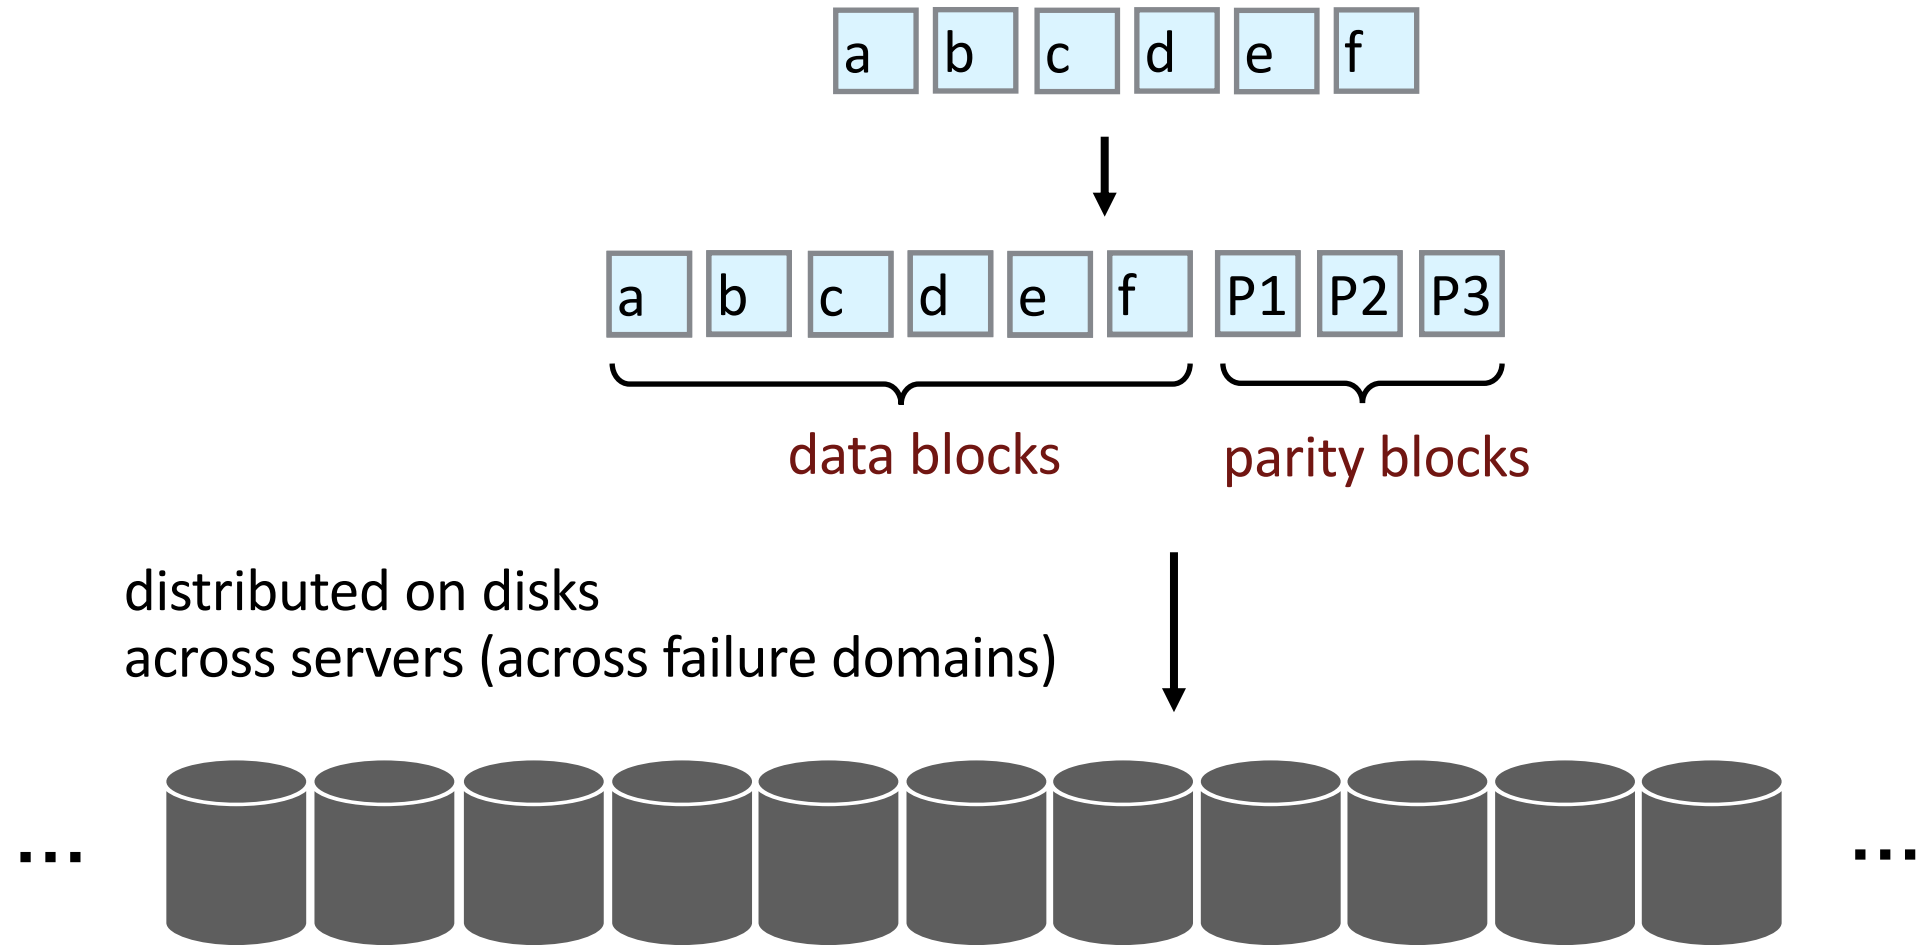 a b c d e f
a b c d e f P1 P2 P3
data blocks parity blocks
distributed on disks
across servers (across failure domains)
... ...